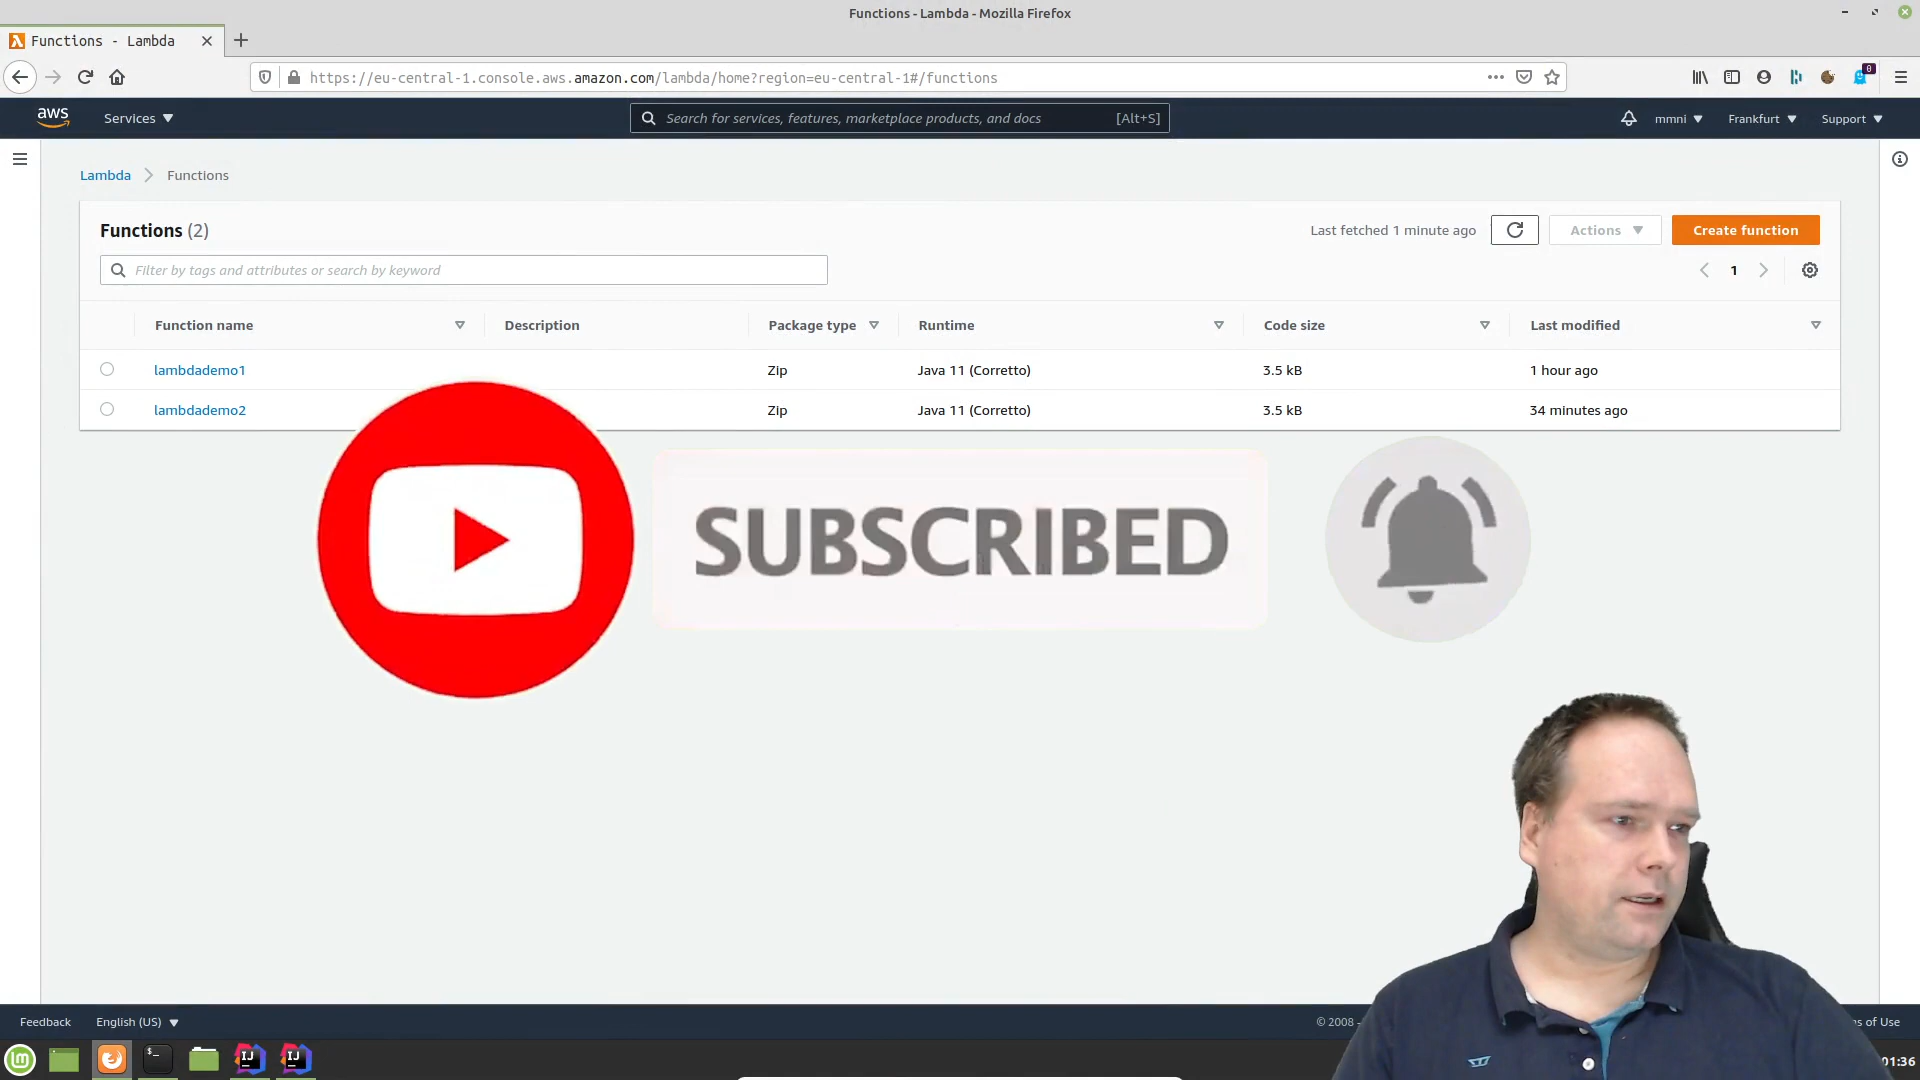 Functions - Lambda - Mozilla Firefox
Functions - Lambda
https://eu-central-1.console.aws.amazon.com/lambda/home?region=eu-central-1#/functions
0
aws
Services
Search for services, features, marketplace products, and docs
[Alt+S]
mmni
Frankfurt
Support
Lambda
Functions
Functions (2)
Last fetched 1 minute ago
Actions
Create function
Filter by tags and attributes or search by keyword
1
Function name
Description
Package type
Runtime
Code size
Last modified
lambdademo1
Zip
Java 11 (Corretto)
3.5 kB
1 hour ago
lambdademo2
Zip
Java 11 (Corretto)
3.5 kB
34 minutes ago
SUBSCRIBED
Feedback
English (US)
© 2008 -
of Use
lm
$_
IJ
IJ
01:36